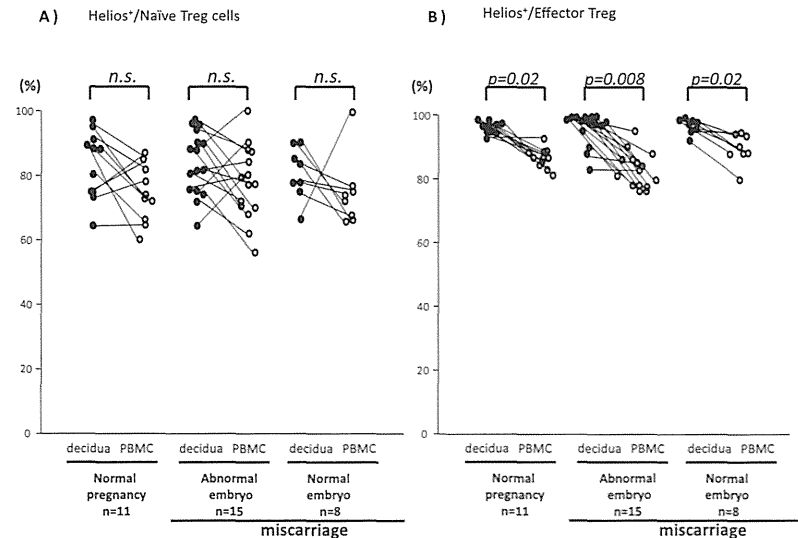 A) Helios⁺/Naïve Treg cells
(%)
n.s. n.s. n.s.
100
80
60
40
20
0
decidua PBMC decidua PBMC decidua PBMC
Normal pregnancy n=11
Abnormal embryo n=15
Normal embryo n=8
miscarriage
B) Helios⁺/Effector Treg
(%)
p=0.02 p=0.008 p=0.02
100
80
60
40
20
0
decidua PBMC decidua PBMC decidua PBMC
Normal pregnancy n=11
Abnormal embryo n=15
Normal embryo n=8
miscarriage